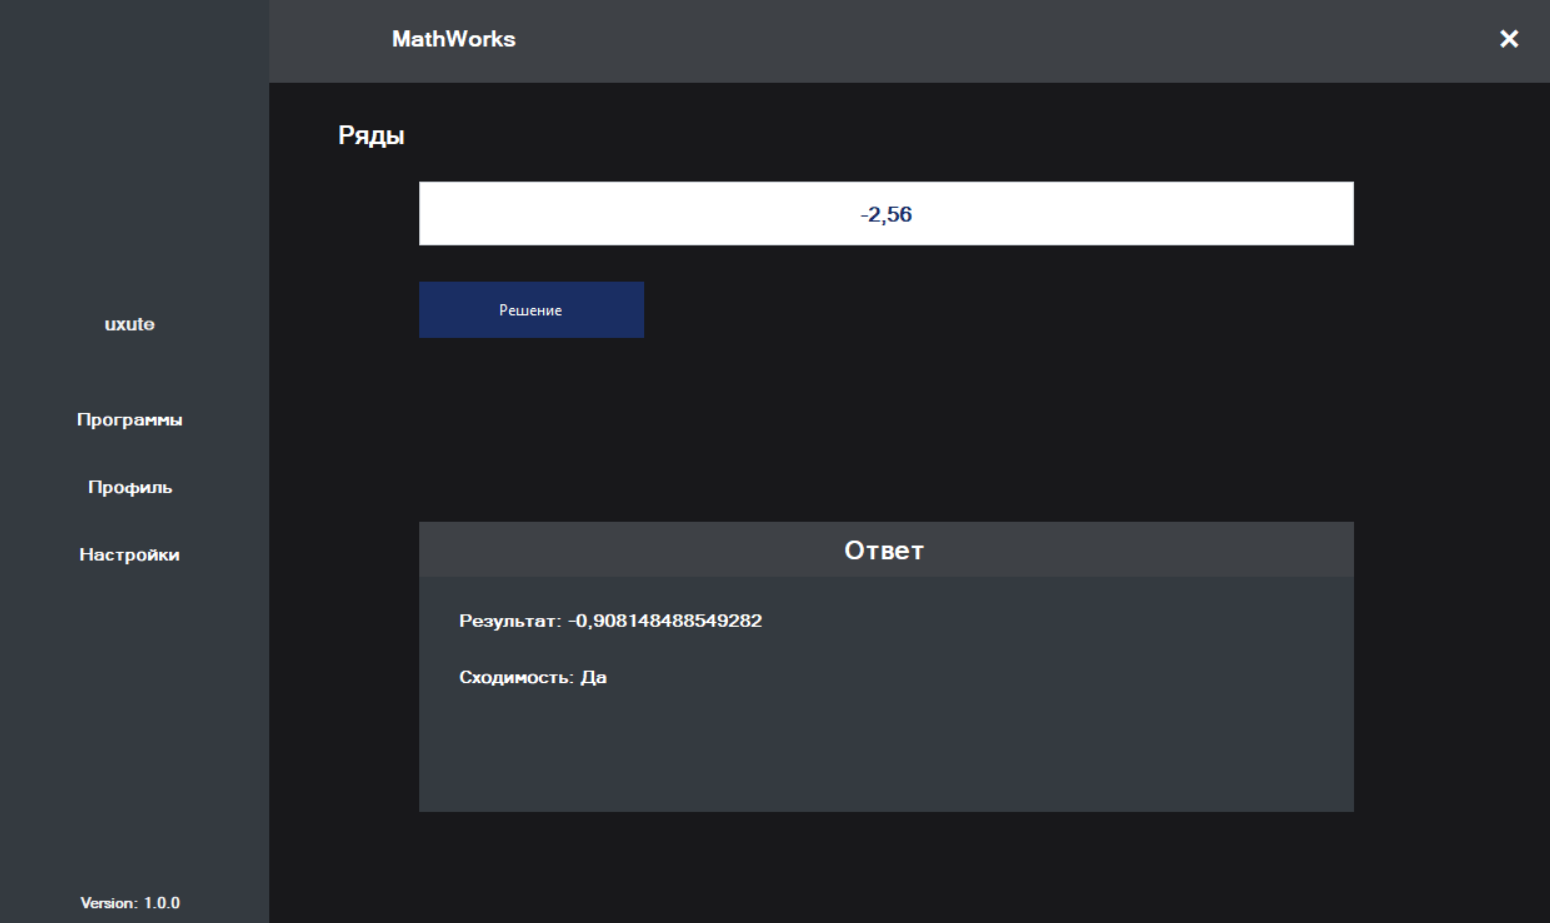 MathWorks
×
Ряды
-2,56
Решение
uxute
Программы
Профиль
Настройки
Ответ
Результат: -0,908148488549282
Сходимость: Да
Version: 1.0.0